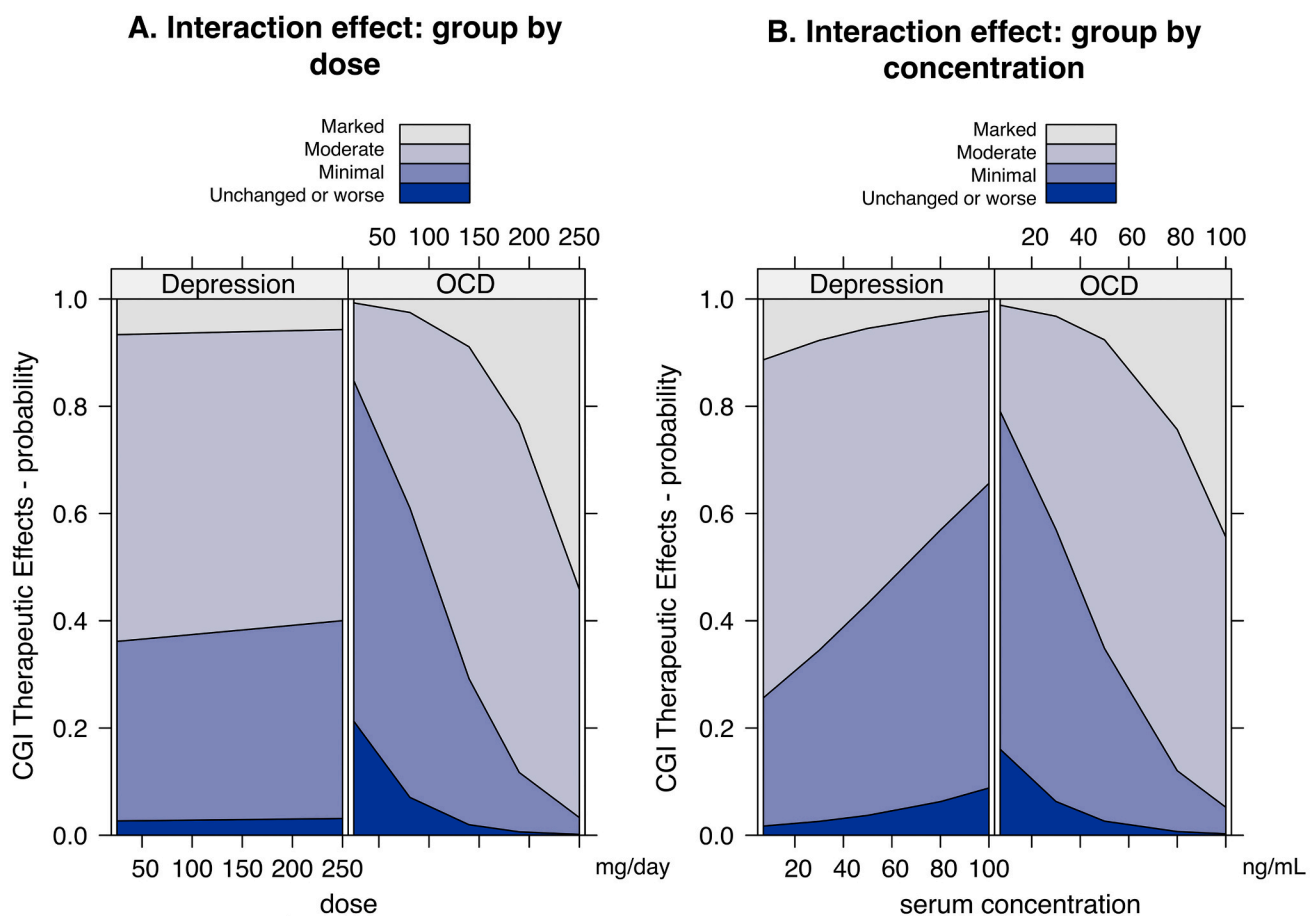 A. Interaction effect: group by
dose
Marked
Moderate
Minimal
Unchanged or worse
50 100 150 200 250
Depression
OCD
1.0
0.8
0.6
0.4
0.2
0.0
CGI Therapeutic Effects - probability
50 100 150 200 250
mg/day
dose
B. Interaction effect: group by
concentration
Marked
Moderate
Minimal
Unchanged or worse
20 40 60 80 100
Depression
OCD
1.0
0.8
0.6
0.4
0.2
0.0
CGI Therapeutic Effects - probability
20 40 60 80 100
ng/mL
serum concentration